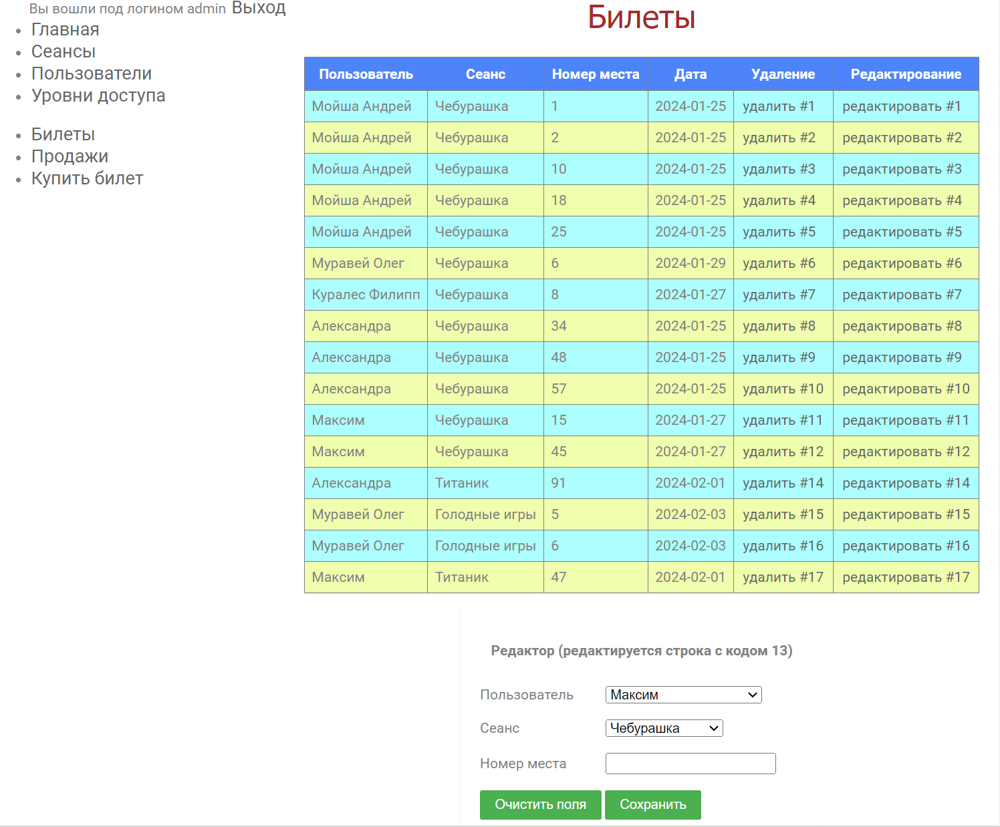 Вы вошли под логином admin Выход
Главная
Сеансы
Пользователи
Уровни доступа
Билеты
Продажи
Купить билет
Билеты
Пользователь Сеанс Номер места Дата Удаление Редактирование
Мойша Андрей Чебурашка 1 2024-01-25 удалить #1 редактировать #1
Мойша Андрей Чебурашка 2 2024-01-25 удалить #2 редактировать #2
Мойша Андрей Чебурашка 10 2024-01-25 удалить #3 редактировать #3
Мойша Андрей Чебурашка 18 2024-01-25 удалить #4 редактировать #4
Мойша Андрей Чебурашка 25 2024-01-25 удалить #5 редактировать #5
Муравей Олег Чебурашка 6 2024-01-29 удалить #6 редактировать #6
Куралес Филипп Чебурашка 8 2024-01-27 удалить #7 редактировать #7
Александра Чебурашка 34 2024-01-25 удалить #8 редактировать #8
Александра Чебурашка 48 2024-01-25 удалить #9 редактировать #9
Александра Чебурашка 57 2024-01-25 удалить #10 редактировать #10
Максим Чебурашка 15 2024-01-27 удалить #11 редактировать #11
Максим Чебурашка 45 2024-01-27 удалить #12 редактировать #12
Александра Титаник 91 2024-02-01 удалить #14 редактировать #14
Муравей Олег Голодные игры 5 2024-02-03 удалить #15 редактировать #15
Муравей Олег Голодные игры 6 2024-02-03 удалить #16 редактировать #16
Максим Титаник 47 2024-02-01 удалить #17 редактировать #17
Редактор (редактируется строка с кодом 13)
Пользователь Максим
Сеанс Чебурашка
Номер места
Очистить поля Сохранить